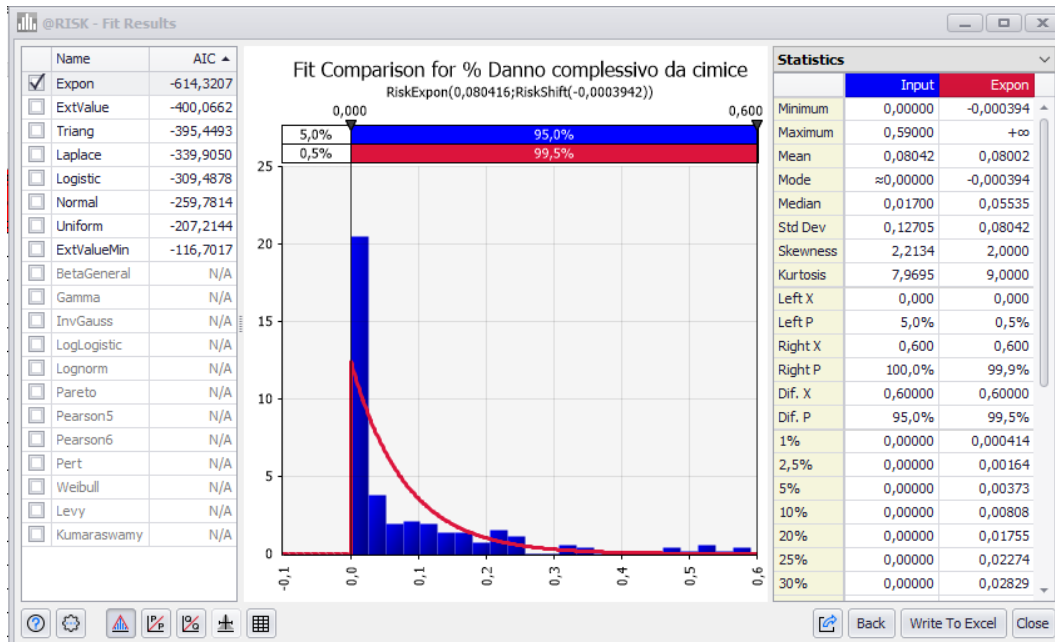 @RISK - Fit Results
Name AIC
Expon -614,3207
ExtValue -400,0662
Triang -395,4493
Laplace -339,9050
Logistic -309,4878
Normal -259,7814
Uniform -207,2144
ExtValueMin -116,7017
BetaGeneral N/A
Gamma N/A
InvGauss N/A
LogLogistic N/A
Lognorm N/A
Pareto N/A
Pearson5 N/A
Pearson6 N/A
Pert N/A
Weibull N/A
Levy N/A
Kumaraswamy N/A
Fit Comparison for % Danno complessivo da cimice
RiskExpon(0,080416;RiskShift(-0,0003942))
0,000 0,600
5,0% 95,0%
0,5% 99,5%
25
20
15
10
5
0
-0,1 0,0 0,1 0,2 0,3 0,4 0,5 0,6
Statistics
Input Expon
Minimum 0,00000 -0,000394
Maximum 0,59000 +∞
Mean 0,08042 0,08002
Mode ≈0,00000 -0,000394
Median 0,01700 0,05535
Std Dev 0,12705 0,08042
Skewness 2,2134 2,0000
Kurtosis 7,9695 9,0000
Left X 0,000 0,000
Left P 5,0% 0,5%
Right X 0,600 0,600
Right P 100,0% 99,9%
Dif. X 0,60000 0,60000
Dif. P 95,0% 99,5%
1% 0,00000 0,000414
2,5% 0,00000 0,00164
5% 0,00000 0,00373
10% 0,00000 0,00808
20% 0,00000 0,01755
25% 0,00000 0,02274
30% 0,00000 0,02829
Back Write To Excel Close